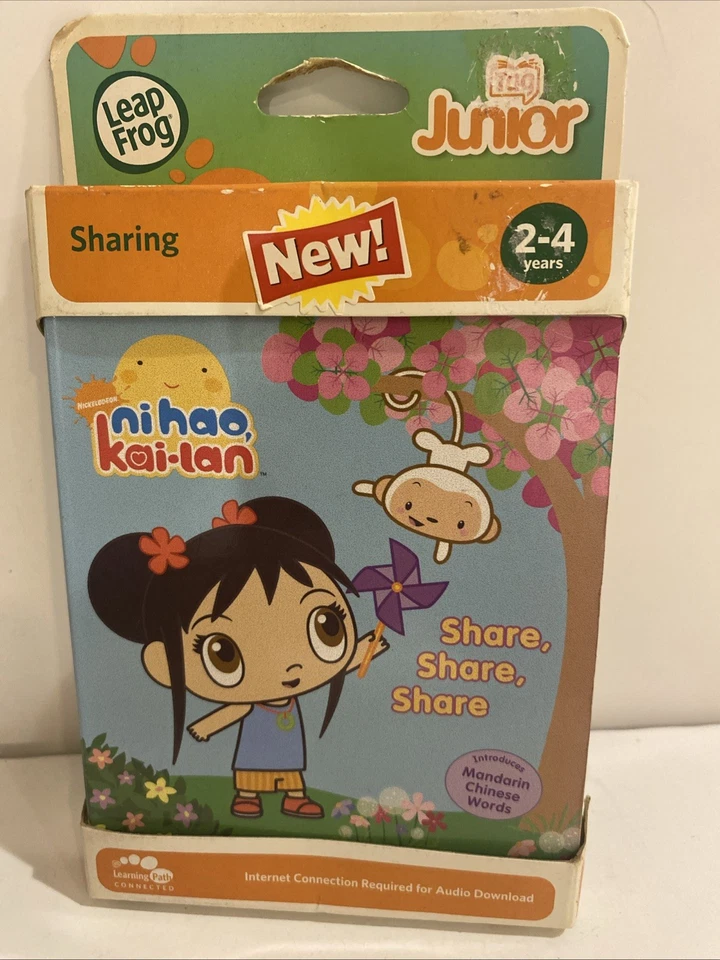 Leap
Frog®
Tag
Junior
Sharing
New!
2-4
years
NICKELODEON
ni hao,
kai-lan™
Share,
Share,
Share
Introduces
Mandarin
Chinese
Words
Learning Path
CONNECTED
Internet Connection Required for Audio Download